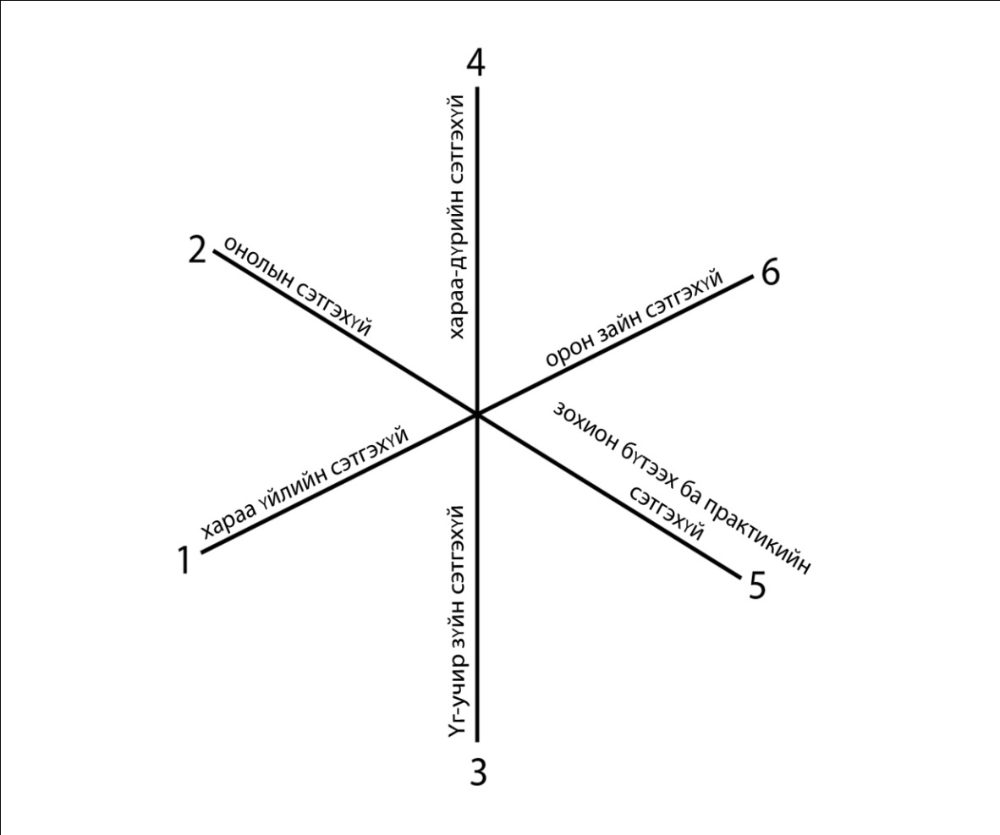 4
хараа-дүрийн сэтгэхүй
2
онолын сэтгэхүй
6
орон зайн сэтгэхүй
хараа үйлийн сэтгэхүй
1
зохион бүтээх ба практикийн
сэтгэхүй
5
Үг-учир зүйн сэтгэхүй
3